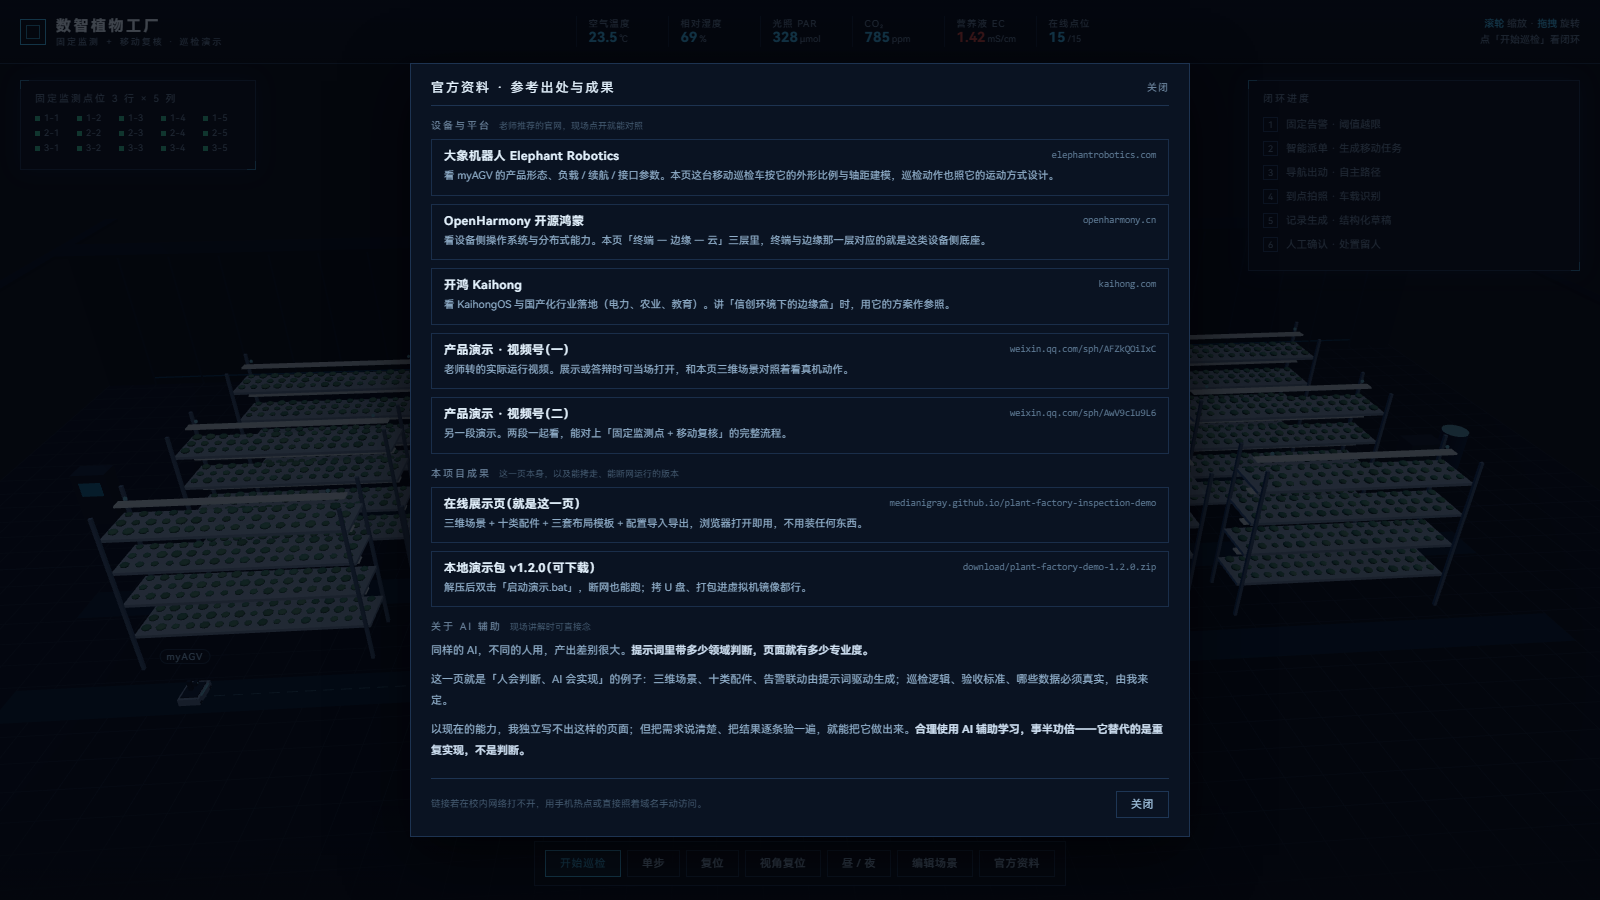 数智植物工厂
固定监测 + 移动复核 · 巡检演示
空气温度
23.5 ℃
相对湿度
69 %
光照 PAR
328 μmol
CO₂
785 ppm
营养液 EC
1.42 mS/cm
在线点位
15 /15
滚轮 缩放 · 拖拽 旋转
点「开始巡检」看闭环
固定监测点位 3 行 × 5 列
1-1 1-2 1-3 1-4 1-5
2-1 2-2 2-3 2-4 2-5
3-1 3-2 3-3 3-4 3-5
闭环进度
1 固定告警 · 阈值越限
2 智能派单 · 生成移动任务
3 导航出动 · 自主路径
4 到点拍照 · 车载识别
5 记录生成 · 结构化草稿
6 人工确认 · 处置留人
官方资料 · 参考出处与成果
关闭
设备与平台 老师推荐的官网，现场点开就能对照
大象机器人 Elephant Robotics
elephantrobotics.com
看 myAGV 的产品形态、负载 / 续航 / 接口参数。本页这台移动巡检车按它的外形比例与轴距建模，巡检动作也照它的运动方式设计。
OpenHarmony 开源鸿蒙
openharmony.cn
看设备侧操作系统与分布式能力。本页「终端 — 边缘 — 云」三层里，终端与边缘那一层对应的就是这类设备侧底座。
开鸿 Kaihong
kaihong.com
看 KaihongOS 与国产化行业落地（电力、农业、教育）。讲「信创环境下的边缘盒」时，用它的方案作参照。
产品演示 · 视频号(一)
weixin.qq.com/sph/AFZkQOiIxC
老师转的实际运行视频。展示或答辩时可当场打开，和本页三维场景对照着看真机动作。
产品演示 · 视频号(二)
weixin.qq.com/sph/AwV9cIu9L6
另一段演示。两段一起看，能对上「固定监测点 + 移动复核」的完整流程。
本项目成果 这一页本身，以及能拷走、能断网运行的版本
在线展示页(就是这一页)
medianigray.github.io/plant-factory-inspection-demo
三维场景 + 十类配件 + 三套布局模板 + 配置导入导出，浏览器打开即用，不用装任何东西。
本地演示包 v1.2.0(可下载)
download/plant-factory-demo-1.2.0.zip
解压后双击「启动演示.bat」，断网也能跑；拷 U 盘、打包进虚拟机镜像都行。
关于 AI 辅助 现场讲解时可直接念
同样的 AI，不同的人用，产出差别很大。提示词里带多少领域判断，页面就有多少专业度。
这一页就是「人会判断、AI 会实现」的例子：三维场景、十类配件、告警联动由提示词驱动生成；巡检逻辑、验收标准、哪些数据必须真实，由我来
定。
以现在的能力，我独立写不出这样的页面；但把需求说清楚、把结果逐条验一遍，就能把它做出来。合理使用 AI 辅助学习，事半功倍——它替代的是重
复实现，不是判断。
链接若在校内网络打不开，用手机热点或直接照着域名手动访问。
关闭
myAGV
开始巡检
单步
复位
视角复位
昼 / 夜
编辑场景
官方资料